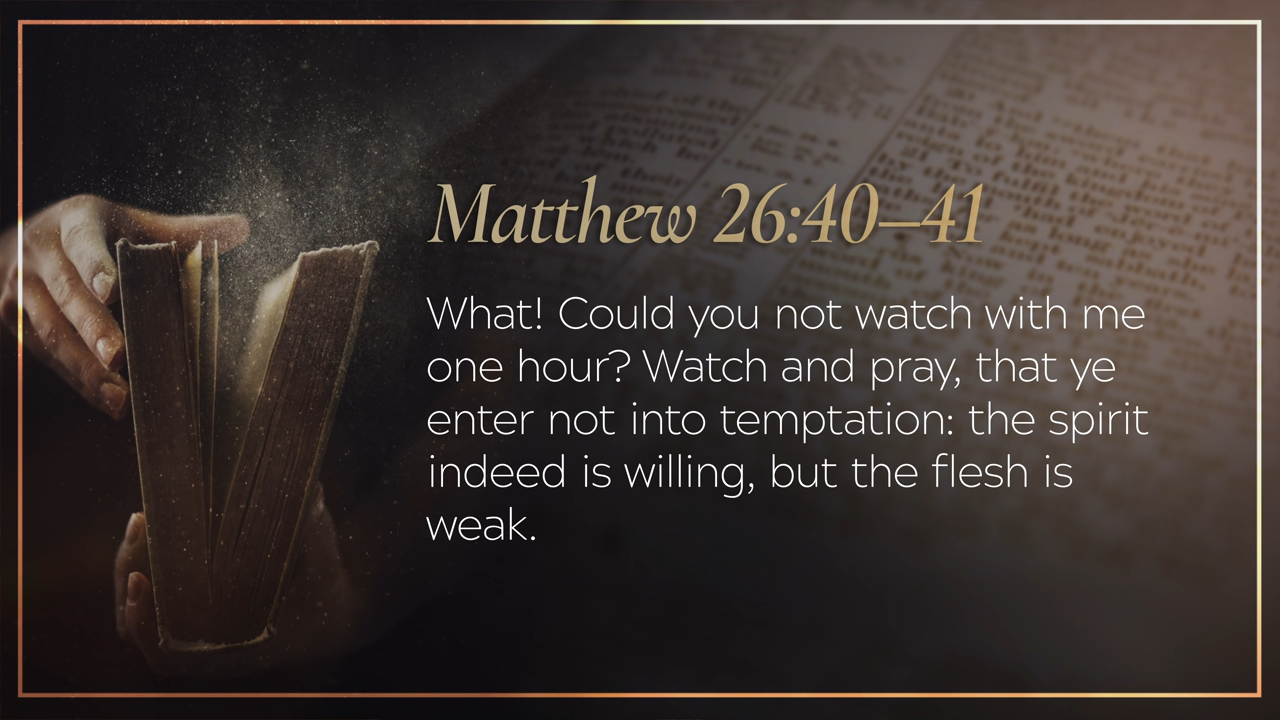 Matthew 26:40–41
What! Could you not watch with me
one hour? Watch and pray, that ye
enter not into temptation: the spirit
indeed is willing, but the flesh is
weak.